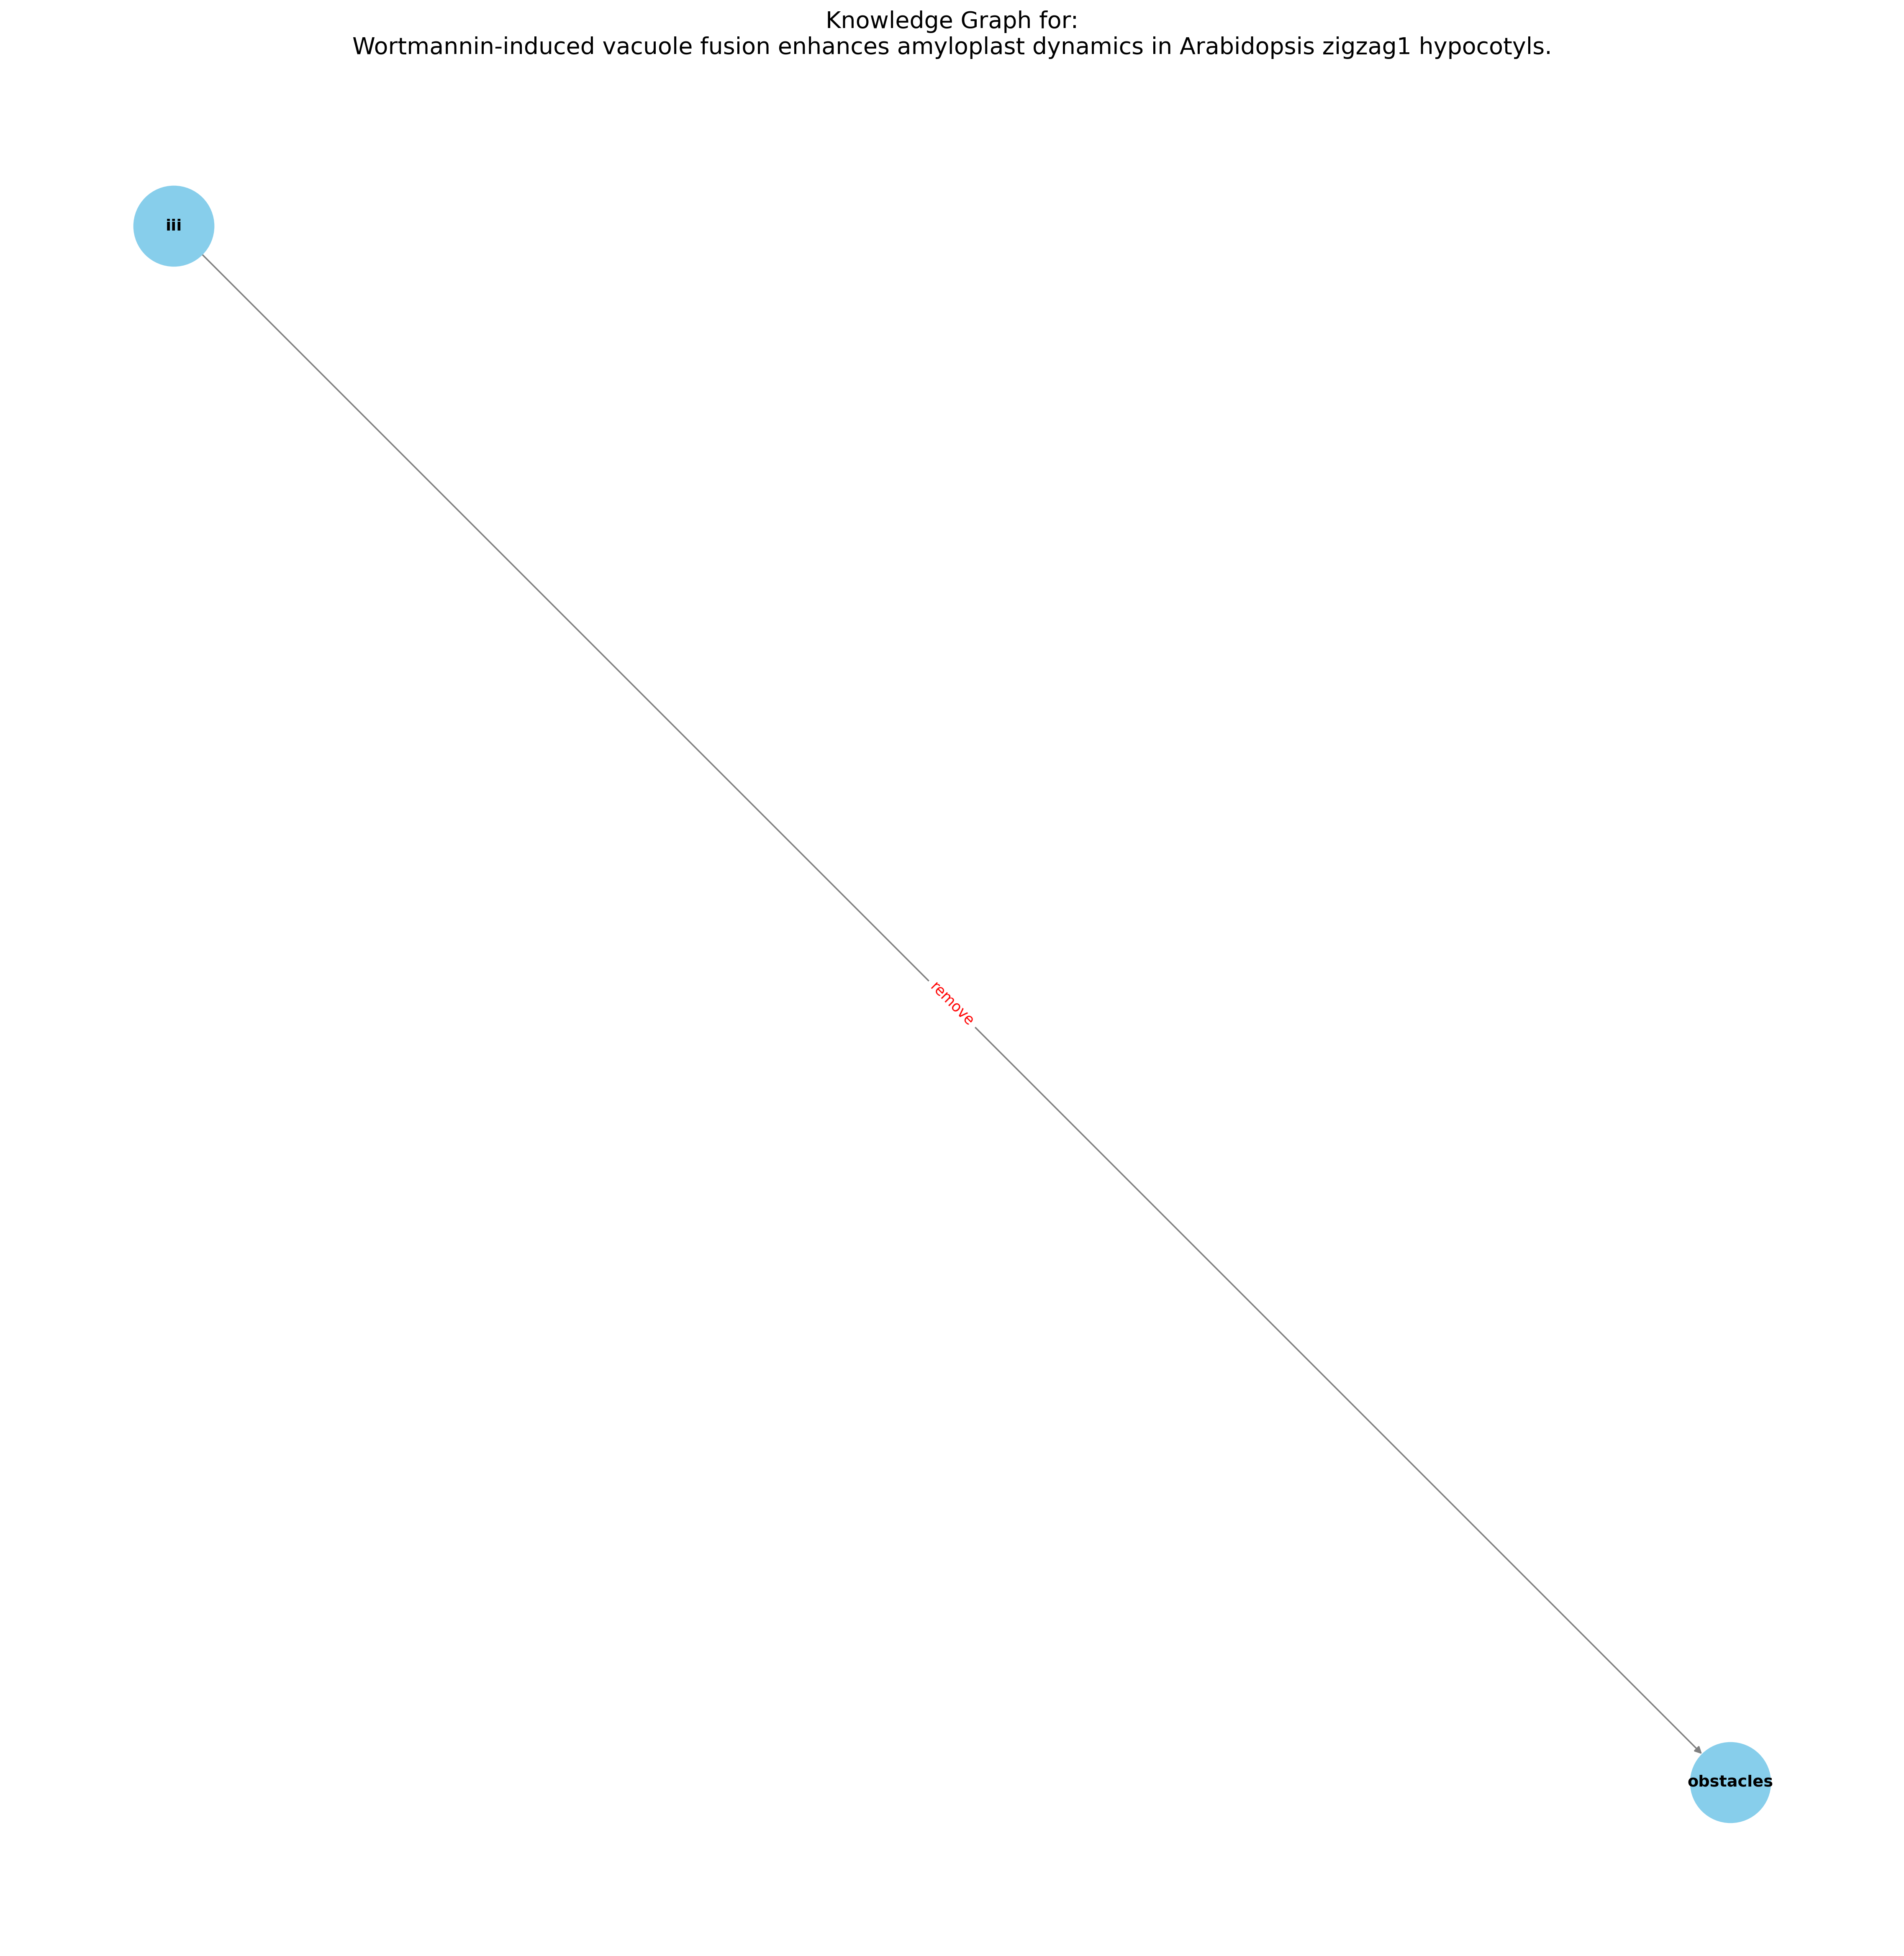 Knowledge Graph for:
Wortmannin-induced vacuole fusion enhances amyloplast dynamics in Arabidopsis zigzag1 hypocotyls.
iii
remove
obstacles